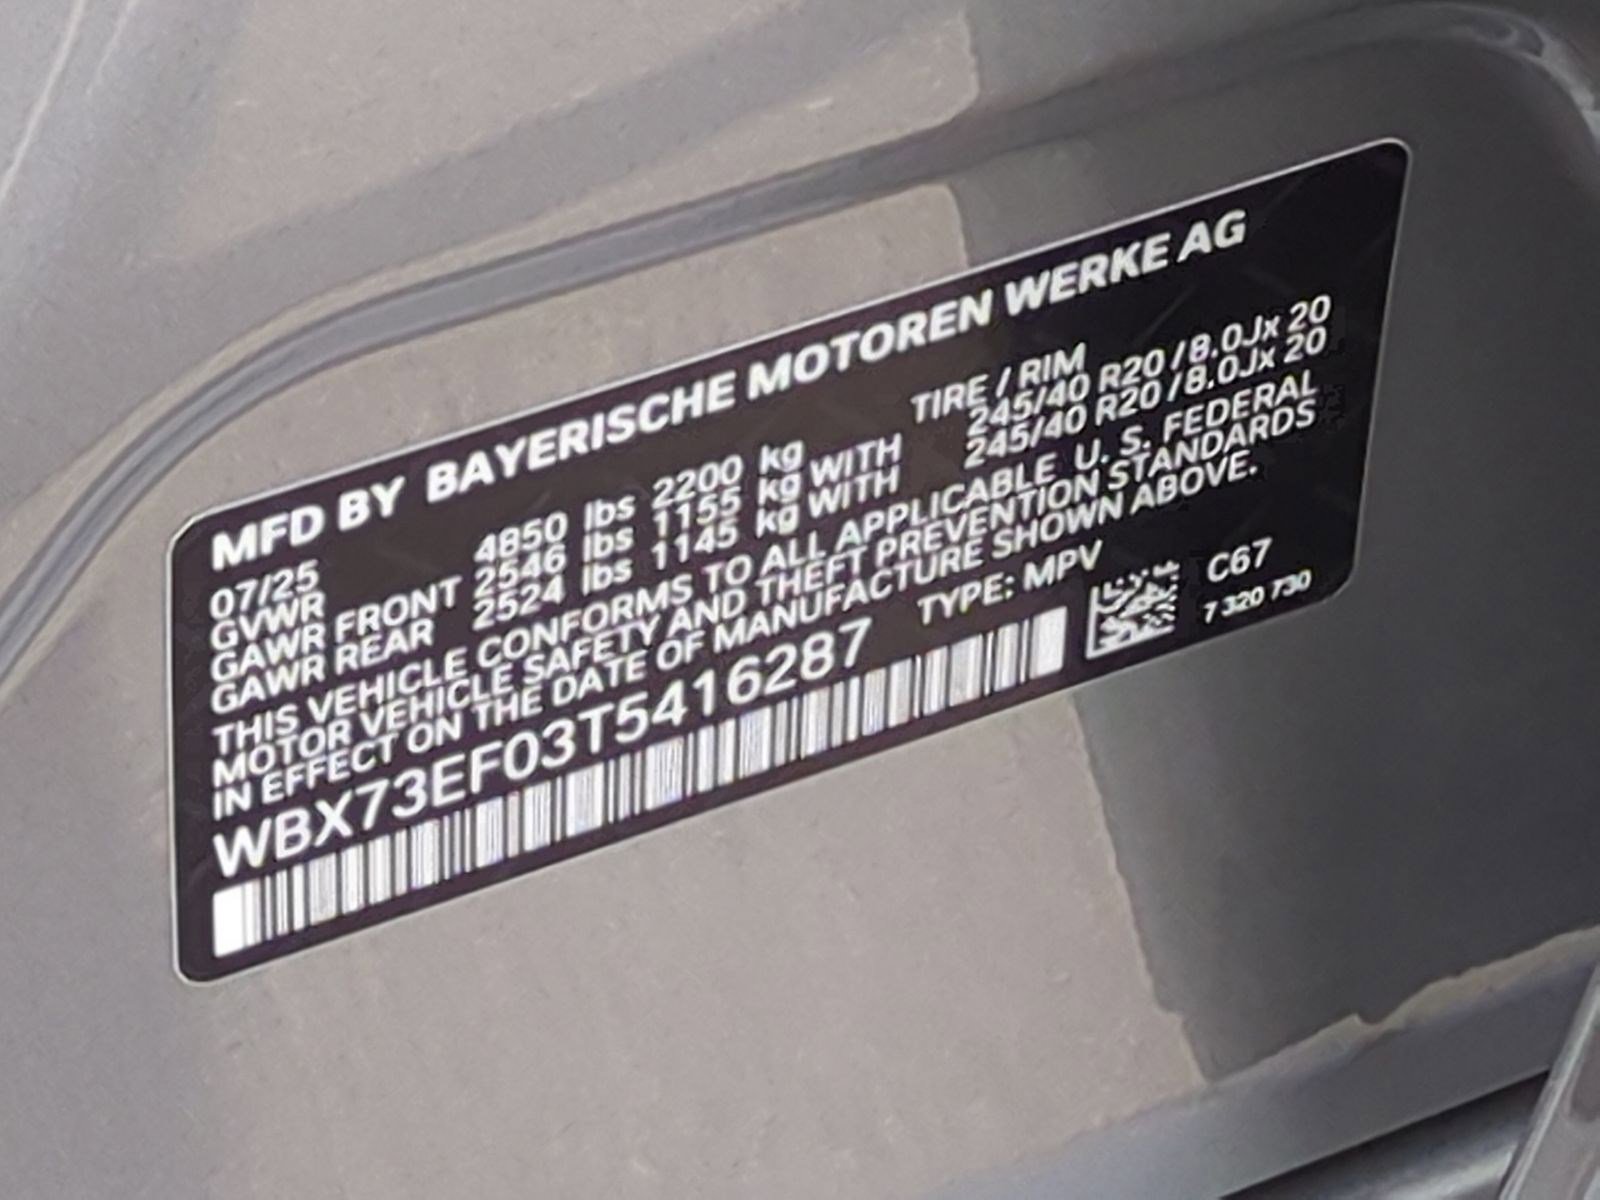 MFD BY BAYERISCHE MOTOREN WERKE AG
07/25 TIRE / RIM
GVWR 4850 lbs 2200 kg
GAWR FRONT 2546 lbs 1155 kg WITH 245/40 R20 / 8.0Jx 20
GAWR REAR 2524 lbs 1145 kg WITH 245/40 R20 / 8.0Jx 20
THIS VEHICLE CONFORMS TO ALL APPLICABLE U. S. FEDERAL
MOTOR VEHICLE SAFETY AND THEFT PREVENTION STANDARDS
IN EFFECT ON THE DATE OF MANUFACTURE SHOWN ABOVE.
WBX73EF03T5416287 TYPE: MPV
C67
7 320 730